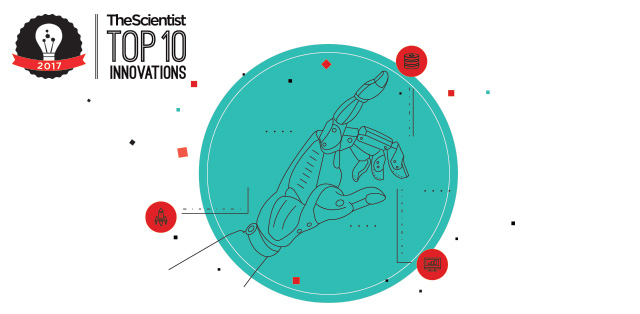 2017
TheScientist
TOP 10
INNOVATIONS